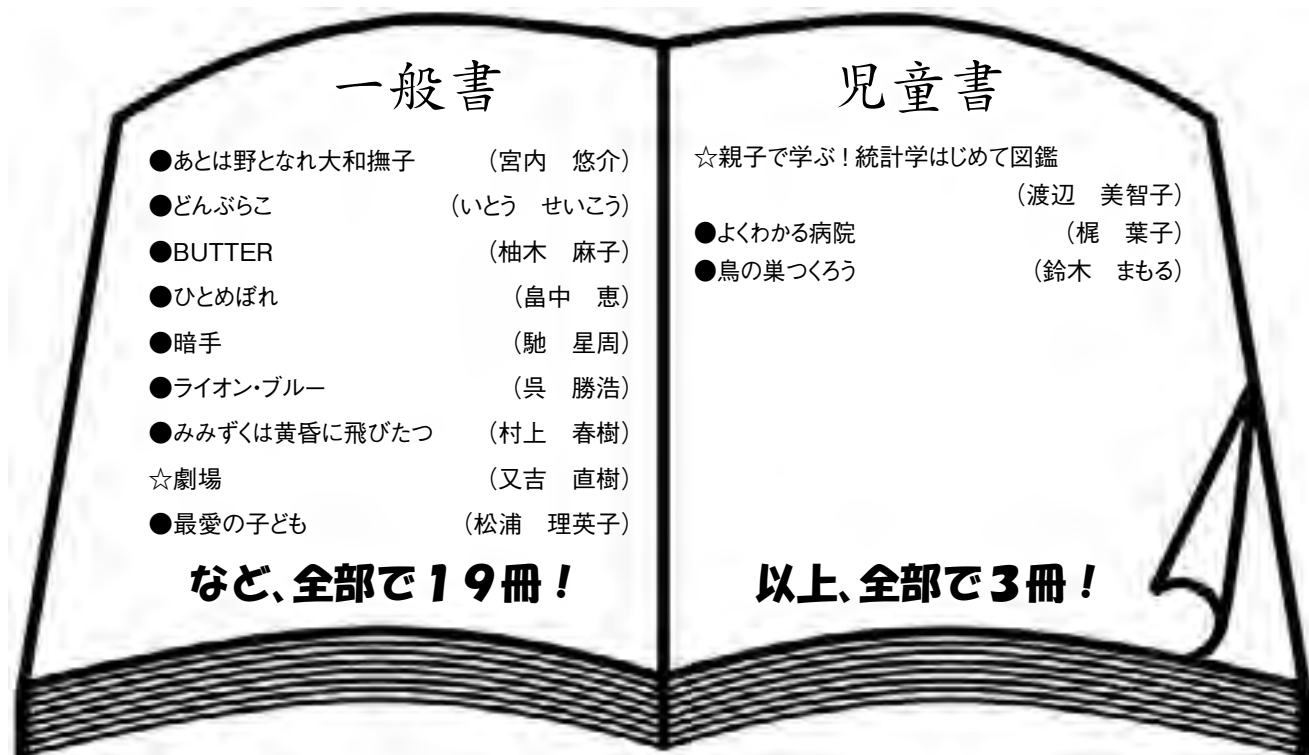 一般書
●あとは野となれ大和撫子　（宮内　悠介）
●どんぶらこ　（いとう　せいこう）
●BUTTER　（柚木　麻子）
●ひとめぼれ　（畠中　恵）
●暗手　（馳　星周）
●ライオン・ブルー　（呉　勝浩）
●みみずくは黄昏に飛びたつ　（村上　春樹）
☆劇場　（又吉　直樹）
●最愛の子ども　（松浦　理英子）
など、全部で１９冊！
児童書
☆親子で学ぶ！統計学はじめて図鑑
（渡辺　美智子）
●よくわかる病院　（梶　葉子）
●鳥の巣つくろう　（鈴木　まもる）
以上、全部で３冊！